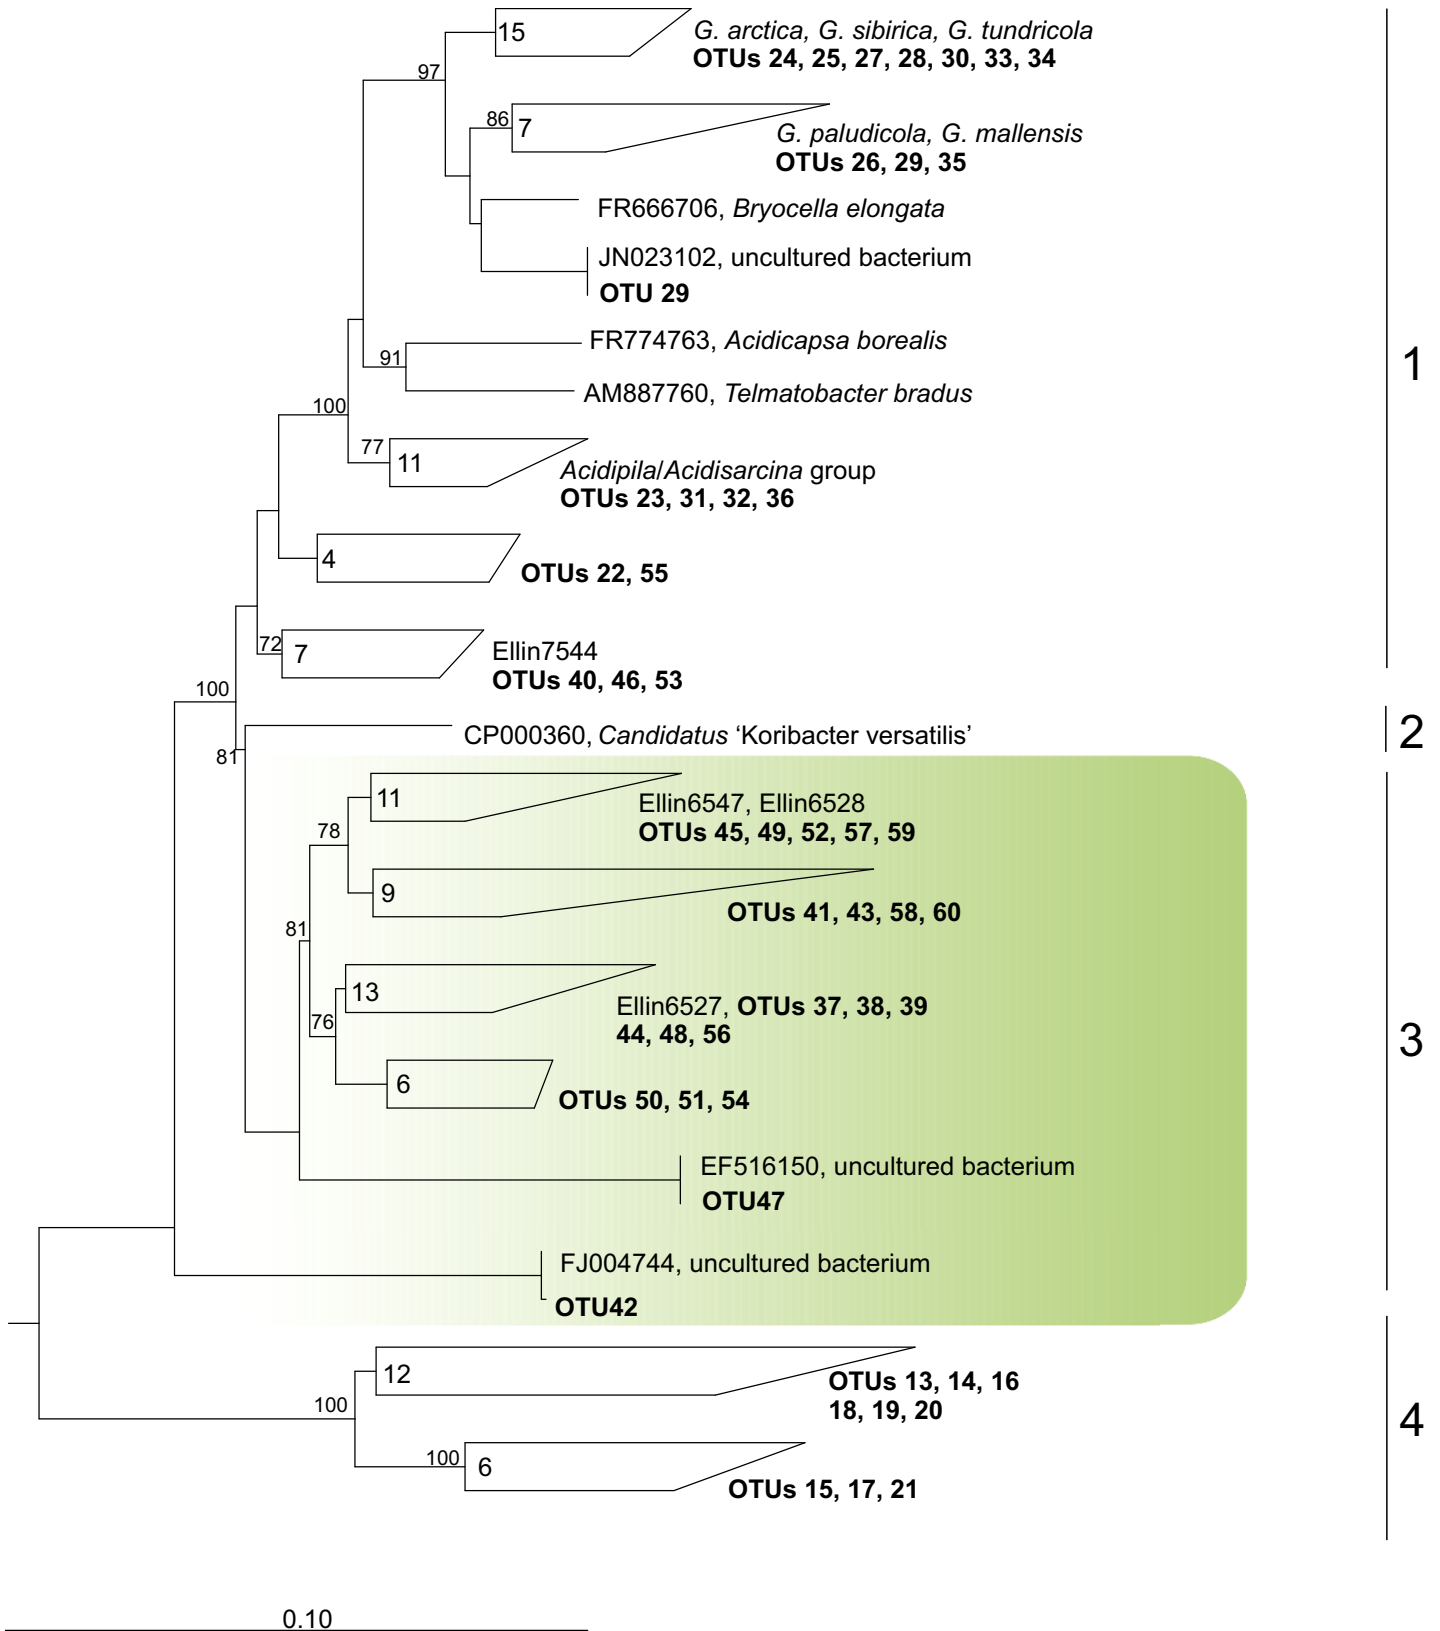 15
G. arctica, G. sibirica, G. tundricola
OTUs 24, 25, 27, 28, 30, 33, 34
97
86
7
G. paludicola, G. mallensis
OTUs 26, 29, 35
FR666706, Bryocella elongata
JN023102, uncultured bacterium
OTU 29
FR774763, Acidicapsa borealis
91
AM887760, Telmatobacter bradus
1
100
77
11
Acidipila/Acidisarcina group
OTUs 23, 31, 32, 36
4
OTUs 22, 55
72
7
Ellin7544
OTUs 40, 46, 53
100
CP000360, Candidatus ‘Koribacter versatilis’
2
81
11
Ellin6547, Ellin6528
OTUs 45, 49, 52, 57, 59
78
9
OTUs 41, 43, 58, 60
81
13
Ellin6527, OTUs 37, 38, 39
44, 48, 56
76
3
6
OTUs 50, 51, 54
EF516150, uncultured bacterium
OTU47
FJ004744, uncultured bacterium
OTU42
12
OTUs 13, 14, 16
18, 19, 20
100
4
100
6
OTUs 15, 17, 21
0.10